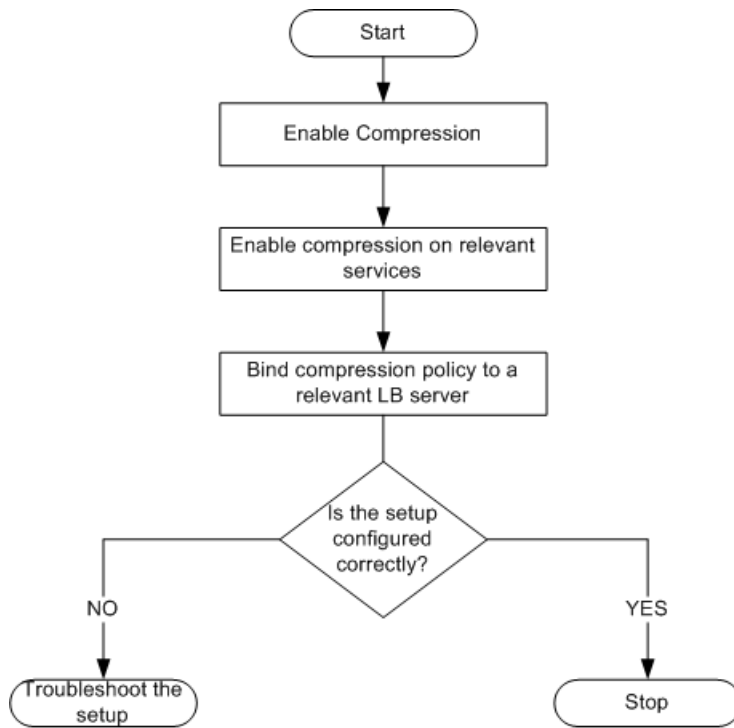 Start
Enable Compression
Enable compression on relevant
services
Bind compression policy to a
relevant LB server
Is the setup
configured
correctly?
NO
YES
Troubleshoot the
setup
Stop